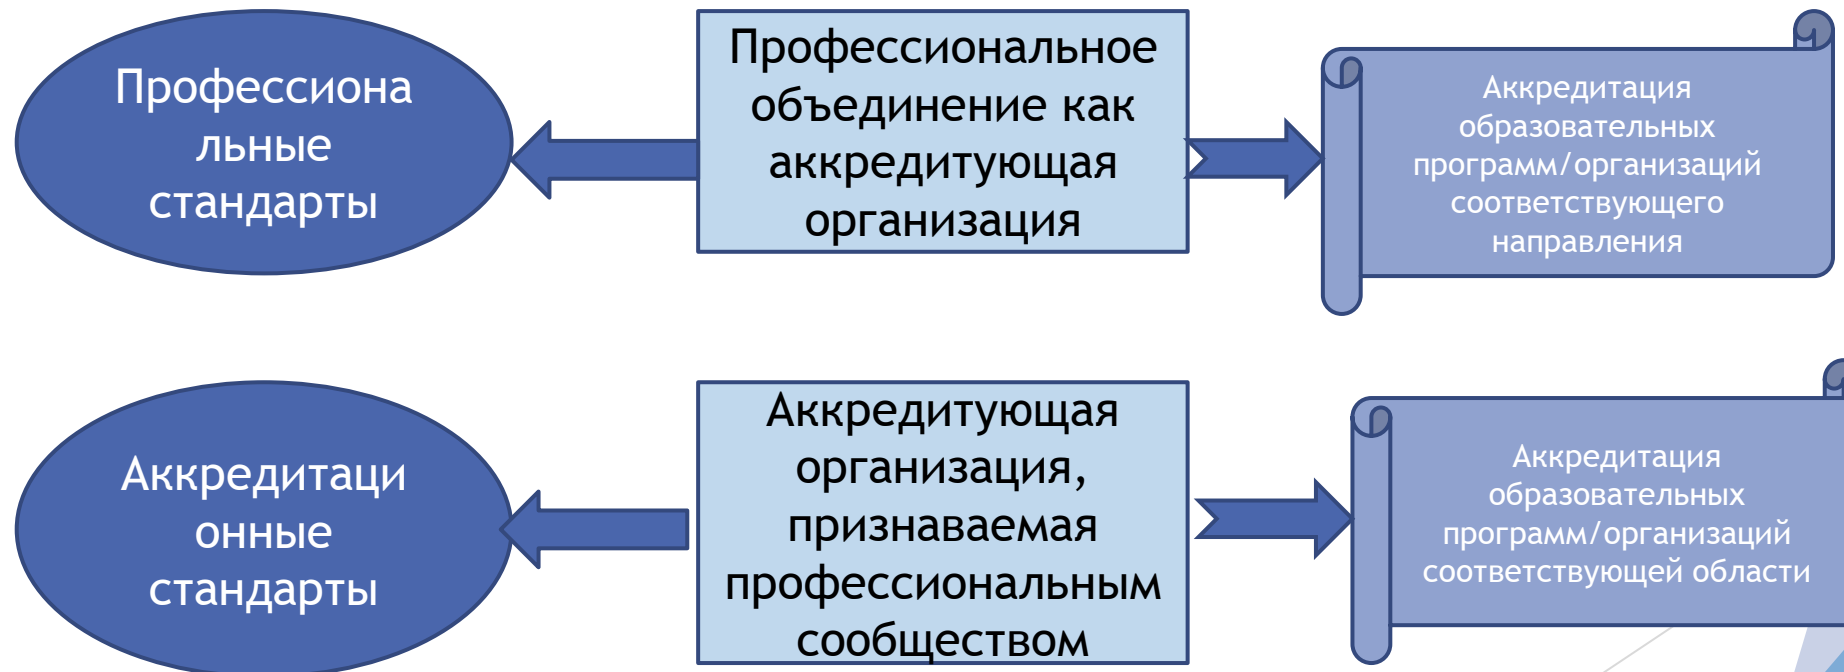 Профессиона
льные
стандарты
Профессиональное
объединение как
аккредитующая
организация
Аккредитация
образовательных
программ/организаций
соответствующего
направления
Аккредитаци
онные
стандарты
Аккредитующая
организация,
признаваемая
профессиональным
сообществом
Аккредитация
образовательных
программ/организаций
соответствующей области